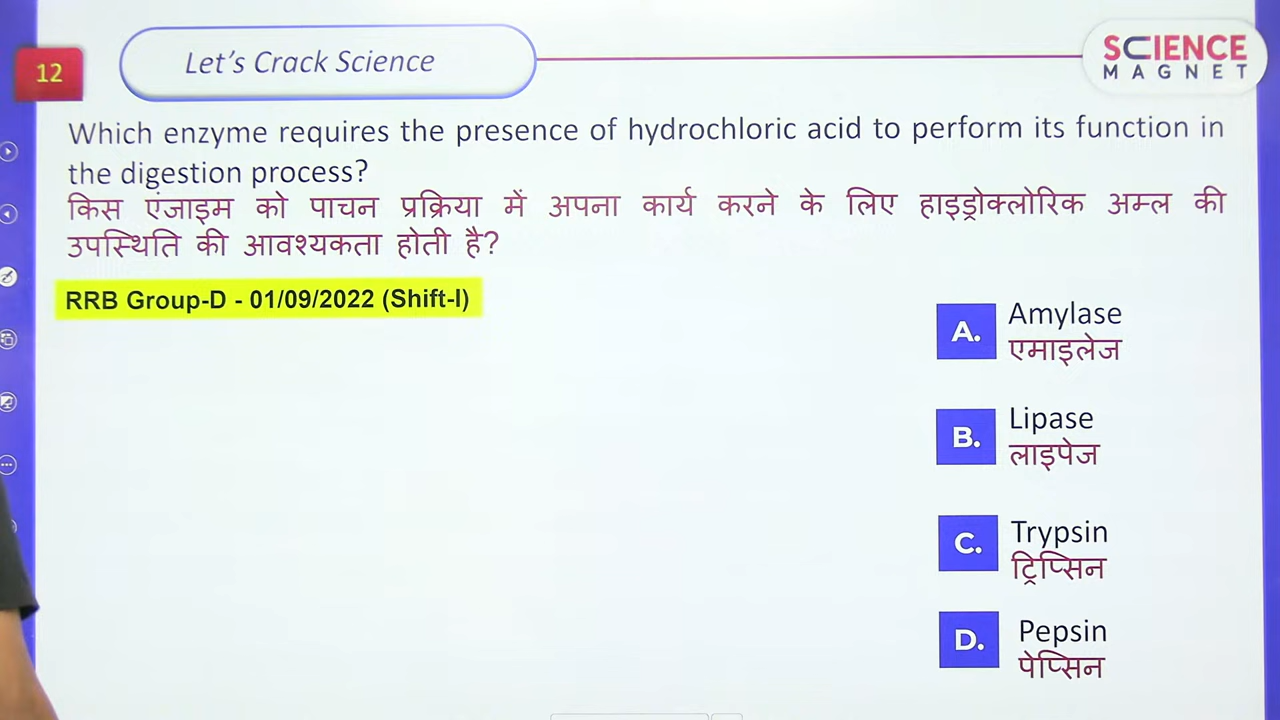 12
Let's Crack Science
SCIENCE
MAGNET
Which enzyme requires the presence of hydrochloric acid to perform its function in
the digestion process?
किस एंजाइम को पाचन प्रक्रिया में अपना कार्य करने के लिए हाइड्रोक्लोरिक अम्ल की
उपस्थिति की आवश्यकता होती है?
RRB Group-D - 01/09/2022 (Shift-I)
A.
Amylase
एमाइलेज
B.
Lipase
लाइपेज
C.
Trypsin
ट्रिप्सिन
D.
Pepsin
पेप्सिन